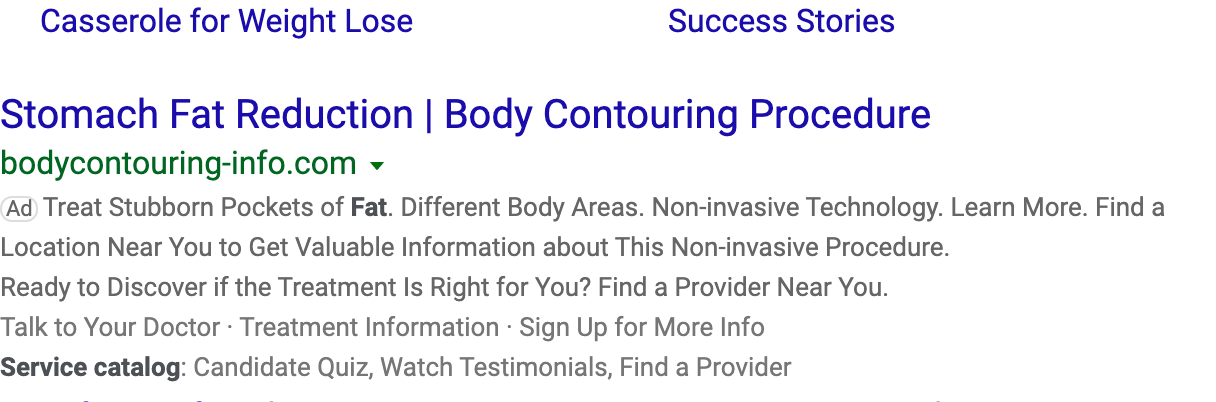 Casserole for Weight Lose Success Stories
Stomach Fat Reduction | Body Contouring Procedure
bodycontouring-info.com
Ad Treat Stubborn Pockets of Fat. Different Body Areas. Non-invasive Technology. Learn More. Find a
Location Near You to Get Valuable Information about This Non-invasive Procedure.
Ready to Discover if the Treatment Is Right for You? Find a Provider Near You.
Talk to Your Doctor · Treatment Information · Sign Up for More Info
Service catalog: Candidate Quiz, Watch Testimonials, Find a Provider